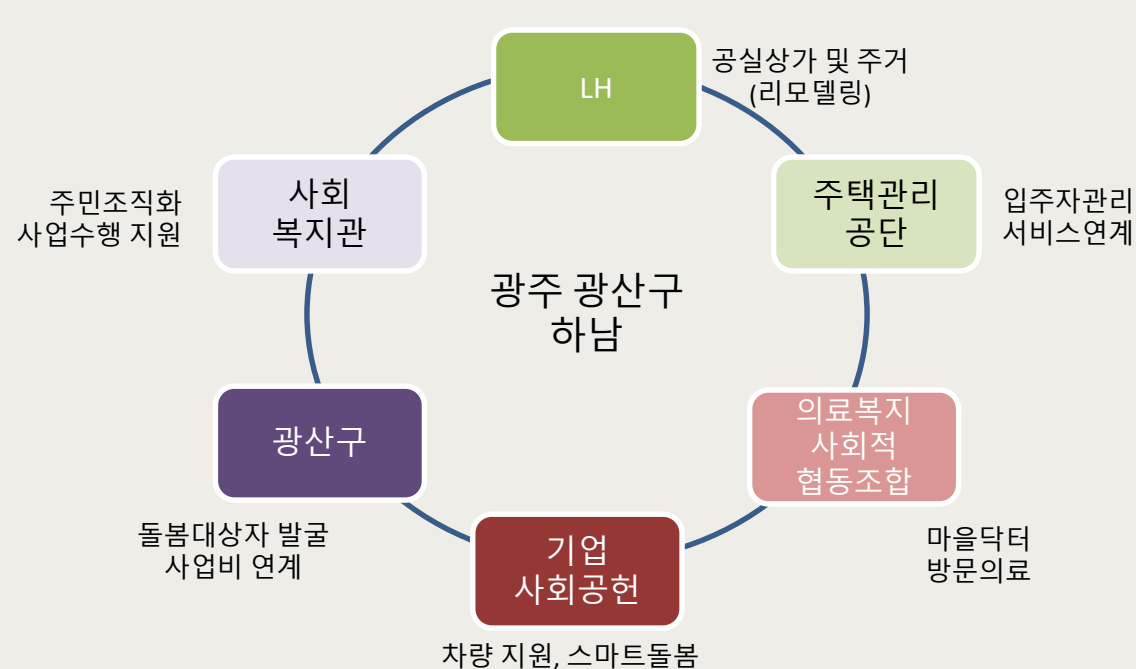 LH
공실상가 및 주거
(리모델링)
사회
복지관
주민조직화
사업수행 지원
주택관리
공단
입주자관리
서비스연계
광주 광산구
하남
광산구
돌봄대상자 발굴
사업비 연계
의료복지
사회적
협동조합
마을닥터
방문의료
기업
사회공헌
차량 지원, 스마트돌봄